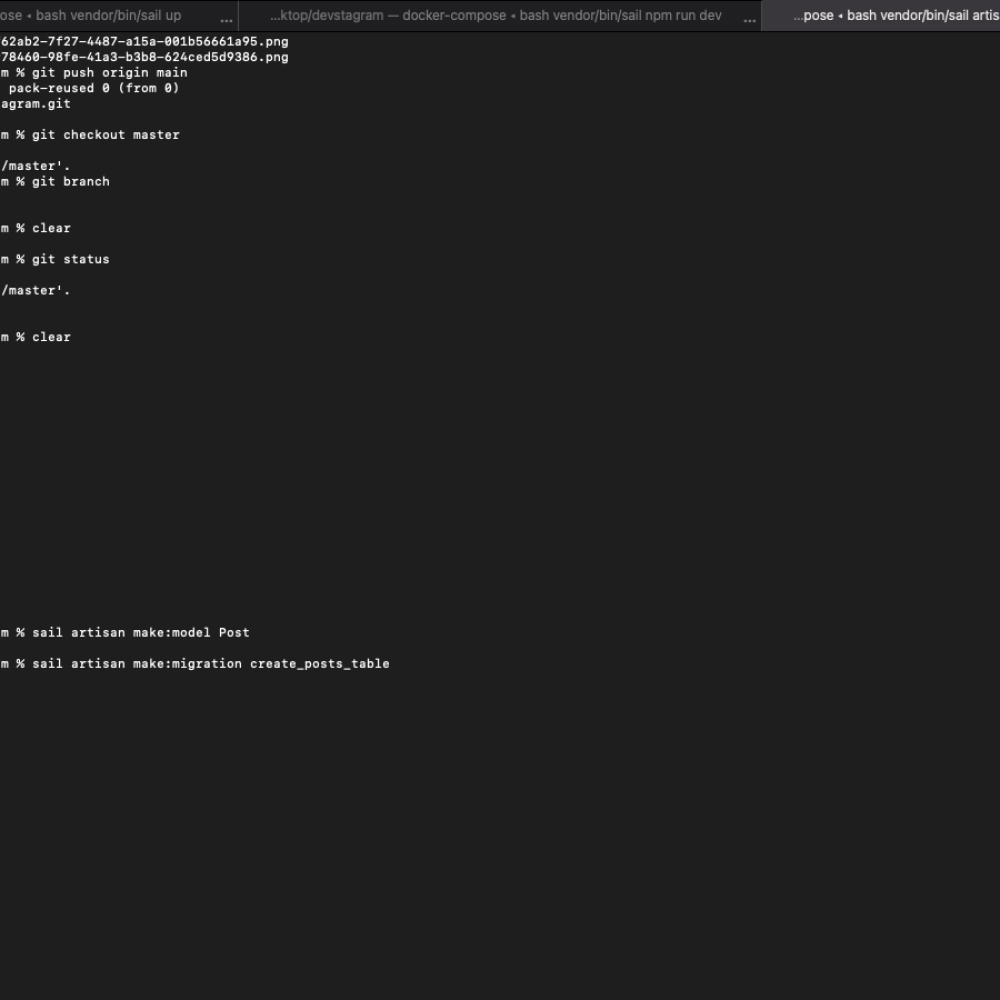 ose ◂ bash vendor/bin/sail up ... ...ktop/devstagram — docker-compose ◂ bash vendor/bin/sail npm run dev ... ...pose ◂ bash vendor/bin/sail artis
62ab2-7f27-4487-a15a-001b56661a95.png
78460-98fe-41a3-b3b8-624ced5d9386.png
m % git push origin main
pack-reused 0 (from 0)
agram.git
m % git checkout master
/master'.
m % git branch
m % clear
m % git status
/master'.
m % clear
m % sail artisan make:model Post
m % sail artisan make:migration create_posts_table